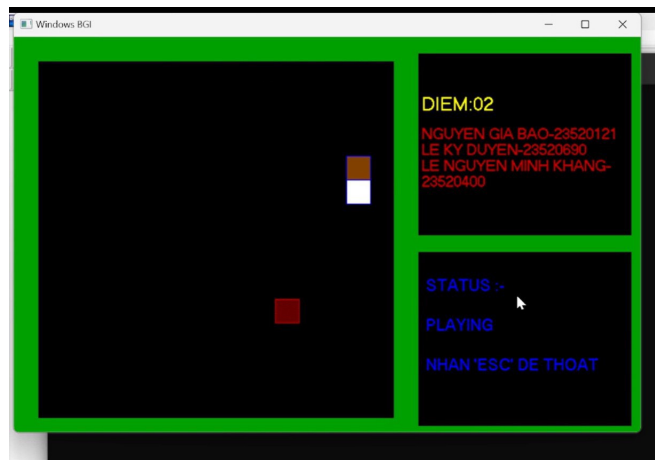 Windows BGI
DIEM:02
NGUYEN GIA BAO-23520121
LE KY DUYEN-23520690
LE NGUYEN MINH KHANG-
23520400
STATUS :-
PLAYING
NHAN 'ESC' DE THOAT